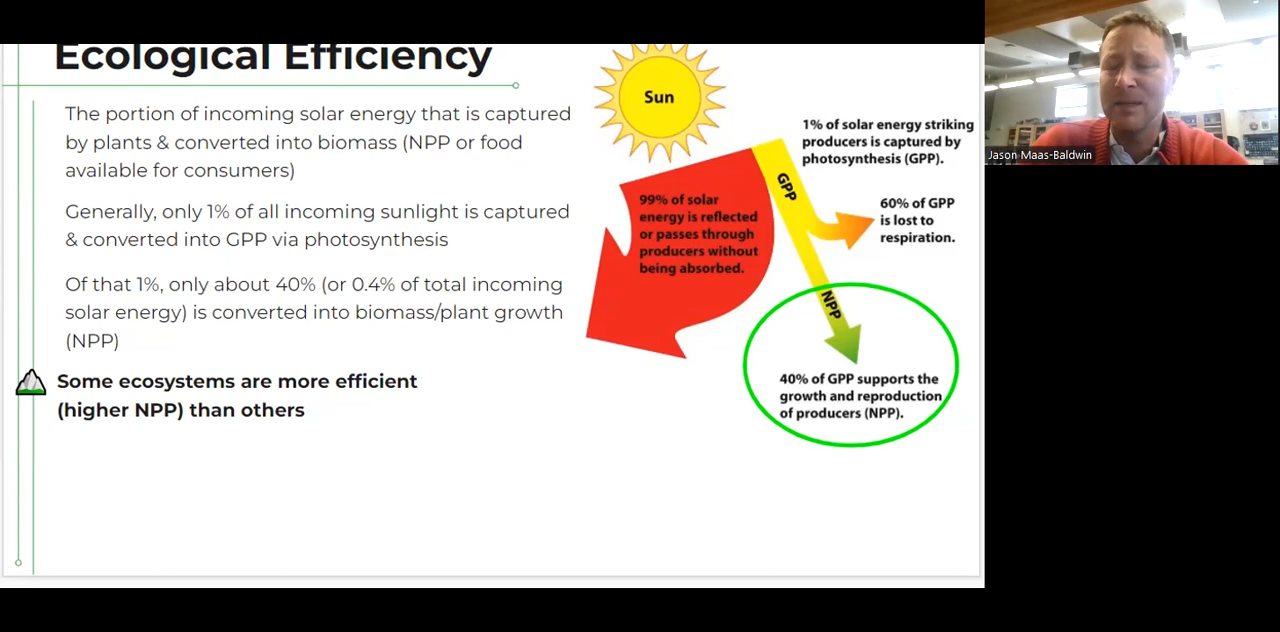 Ecological Efficiency
The portion of incoming solar energy that is captured
by plants & converted into biomass (NPP or food
available for consumers)
Generally, only 1% of all incoming sunlight is captured
& converted into GPP via photosynthesis
Of that 1%, only about 40% (or 0.4% of total incoming
solar energy) is converted into biomass/plant growth
(NPP)
Some ecosystems are more efficient
(higher NPP) than others
Sun
1% of solar energy striking
producers is captured by
photosynthesis (GPP).
GPP
99% of solar
energy is reflected
or passes through
producers without
being absorbed.
60% of GPP
is lost to
respiration.
NPP
40% of GPP supports the
growth and reproduction
of producers (NPP).
Jason Maas-Baldwin